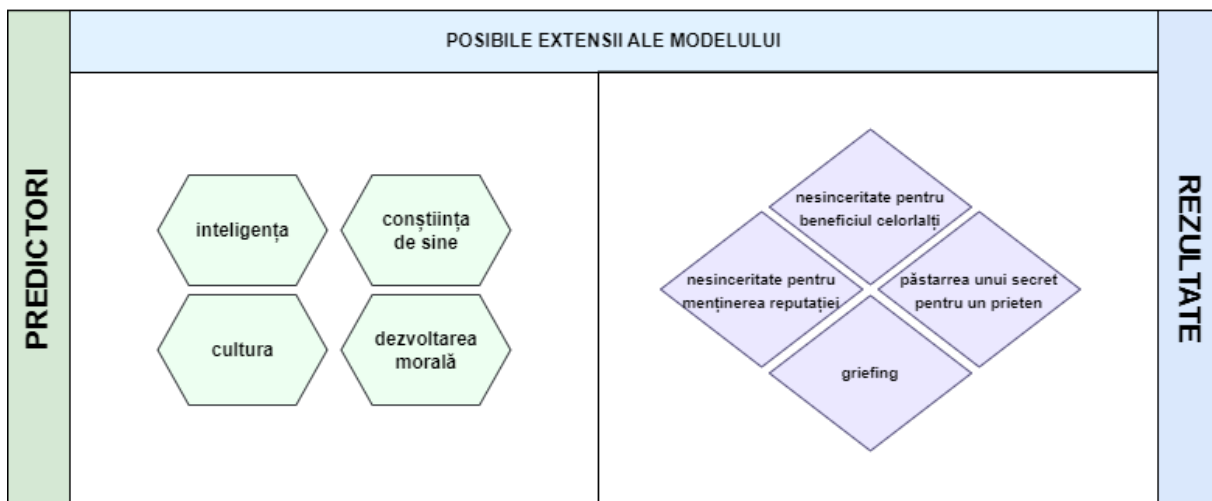 POSIBILE EXTENSII ALE MODELULUI
PREDICTORI
inteligența
conștiința
de sine
cultura
dezvoltarea
morală
nesinceritate pentru
beneficiul celorlalți
nesinceritate pentru
menținerea reputației
păstrarea unui secret
pentru un prieten
griefing
REZULTATE